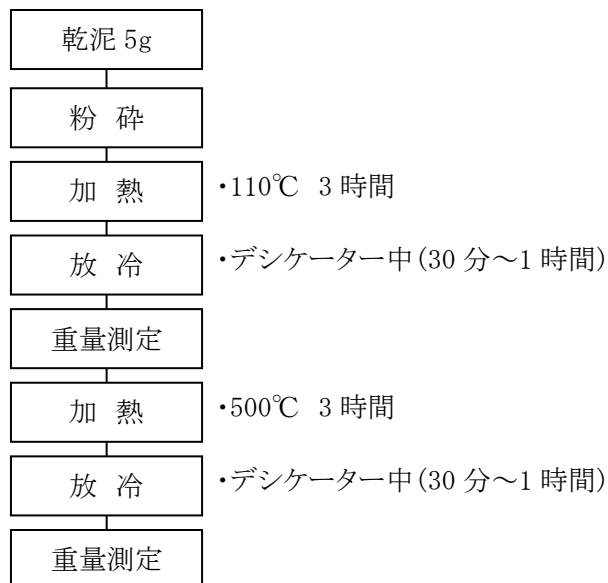 乾泥 5g
粉 砕
加 熱 ・110℃ 3 時間
放 冷 ・デシケーター中(30 分～1 時間)
重量測定
加 熱 ・500℃ 3 時間
放 冷 ・デシケーター中(30 分～1 時間)
重量測定